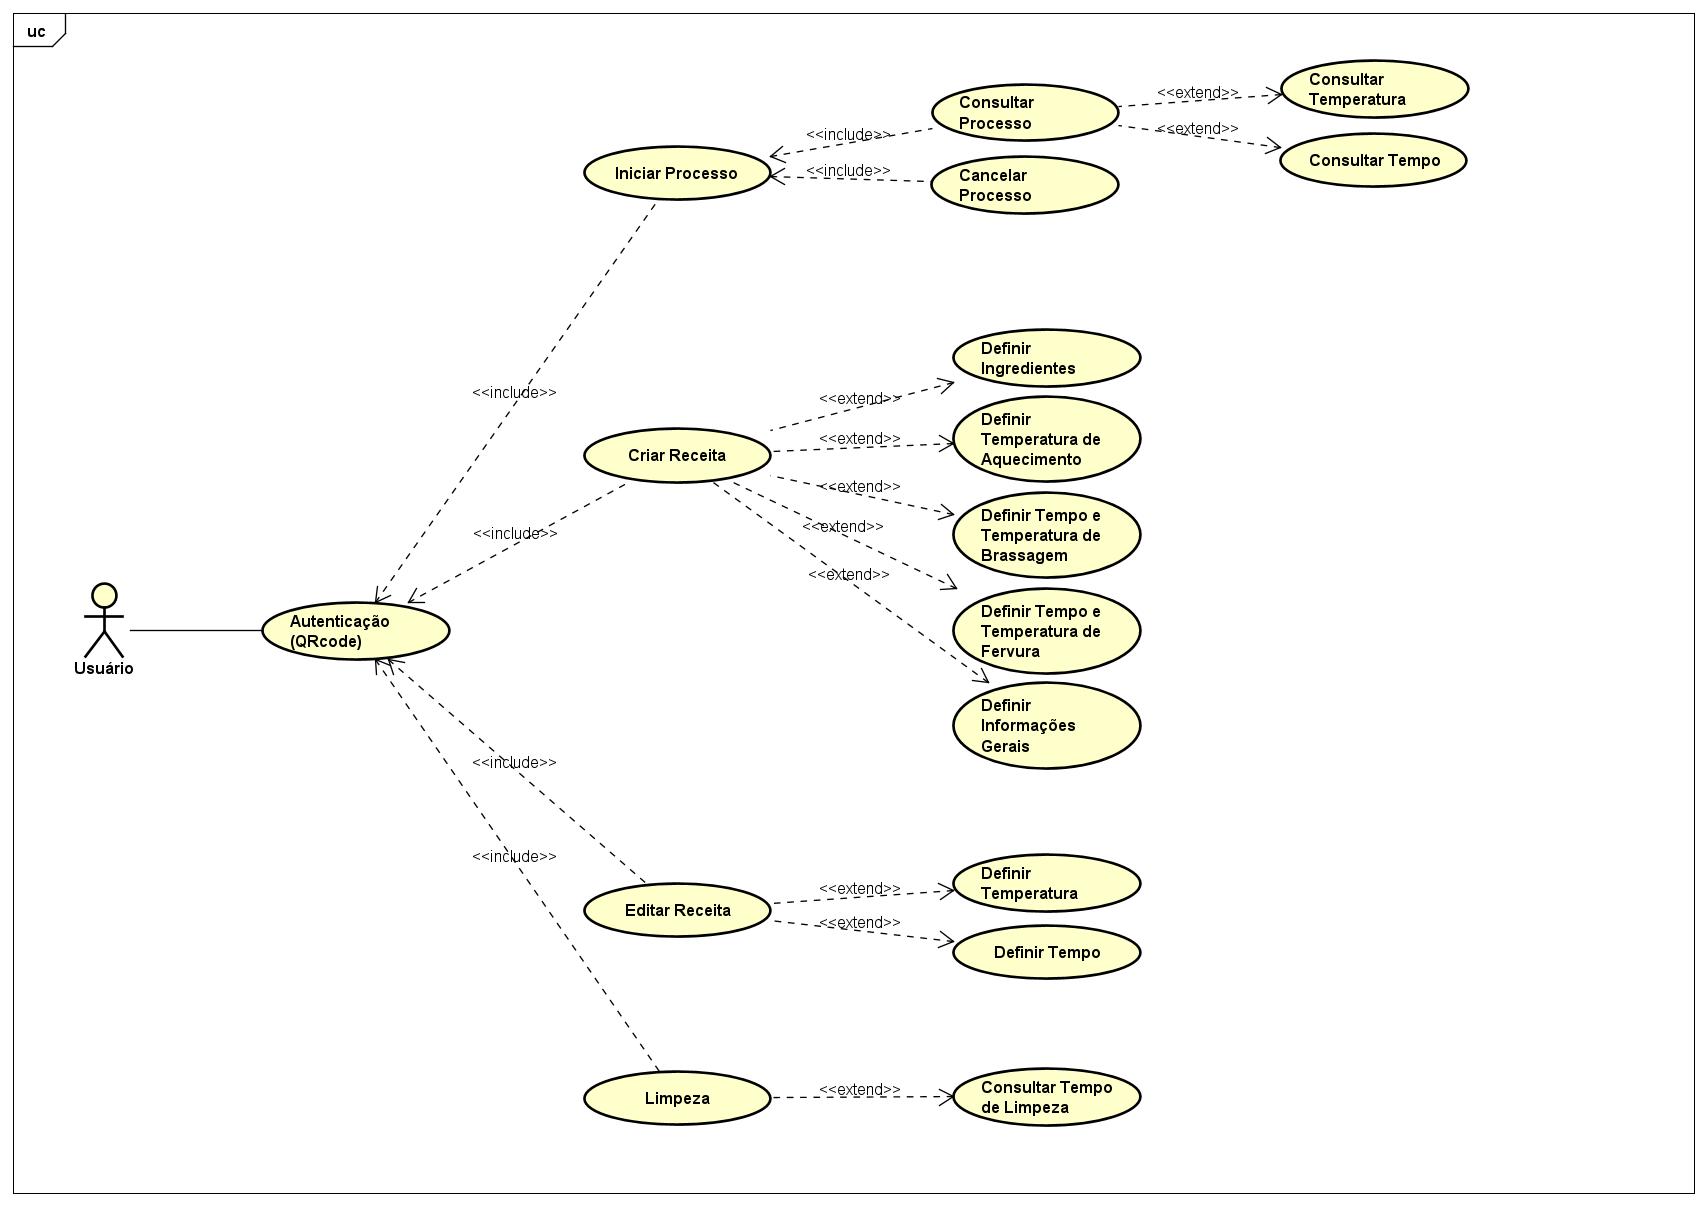 uc
Consultar
Temperatura
<<extend>>
Consultar
Processo
<<extend>>
Consultar Tempo
<<include>>
Iniciar Processo
<<include>>
Cancelar
Processo
<<include>>
Definir
Ingredientes
<<extend>>
Definir
Temperatura de
Aquecimento
<<extend>>
Criar Receita
<<extend>>
Definir Tempo e
Temperatura de
Brassagem
<<include>>
<<extend>>
<<extend>>
Definir Tempo e
Temperatura de
Fervura
Autenticação
(QRcode)
Usuário
Definir
Informações
Gerais
<<include>>
<<include>>
Definir
Temperatura
<<extend>>
Editar Receita
<<extend>>
Definir Tempo
Limpeza
<<extend>>
Consultar Tempo
de Limpeza